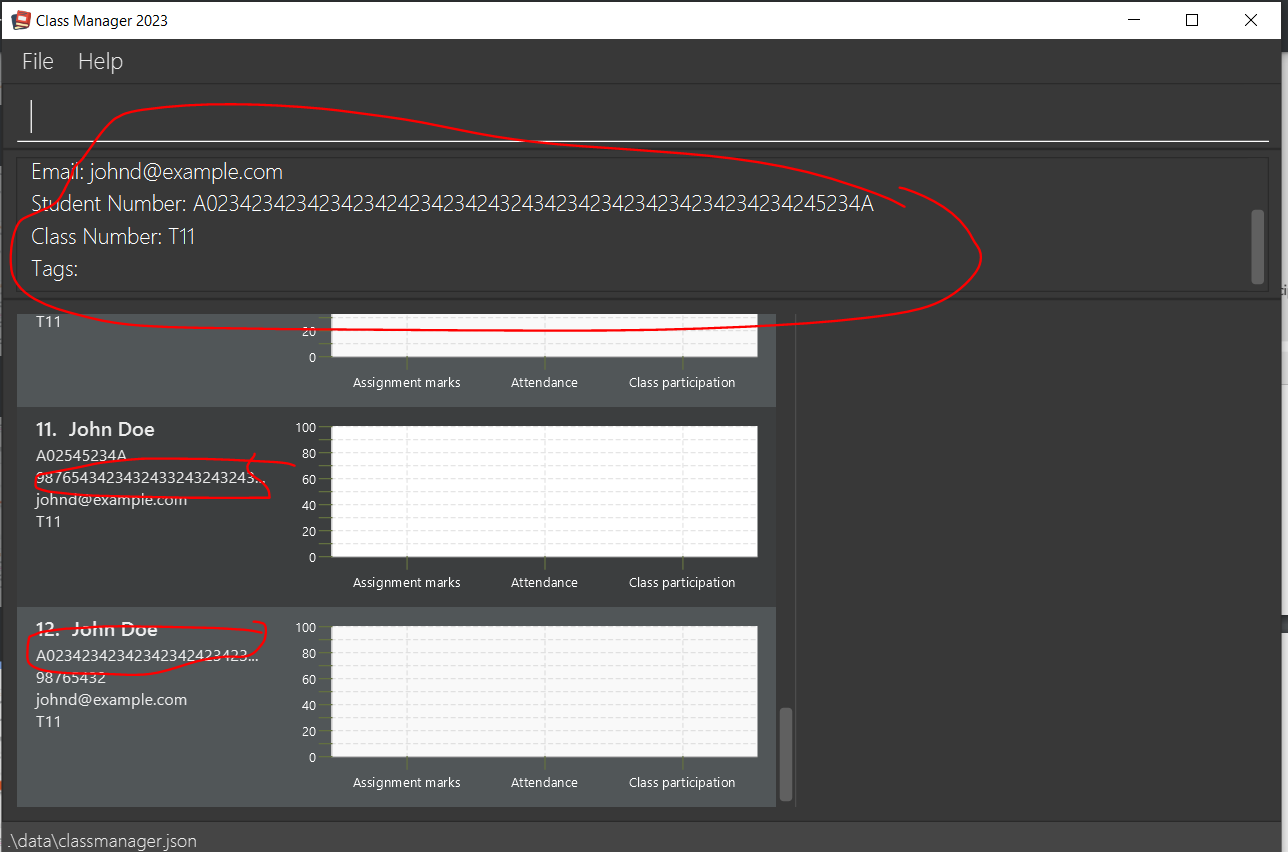 Class Manager 2023
File Help
Email: johnd@example.com
Student Number: A0234234234234234242342342432434234234234234234234234245234A
Class Number: T11
Tags:
T11
20
0
Assignment marks Attendance Class participation
11. John Doe
A02545234A
9876543423432433243243243...
johnd@example.com
T11
100
80
60
40
20
0
Assignment marks Attendance Class participation
12. John Doe
A0234234234234234242342...
98765432
johnd@example.com
T11
100
80
60
40
20
0
Assignment marks Attendance Class participation
.\data\classmanager.json